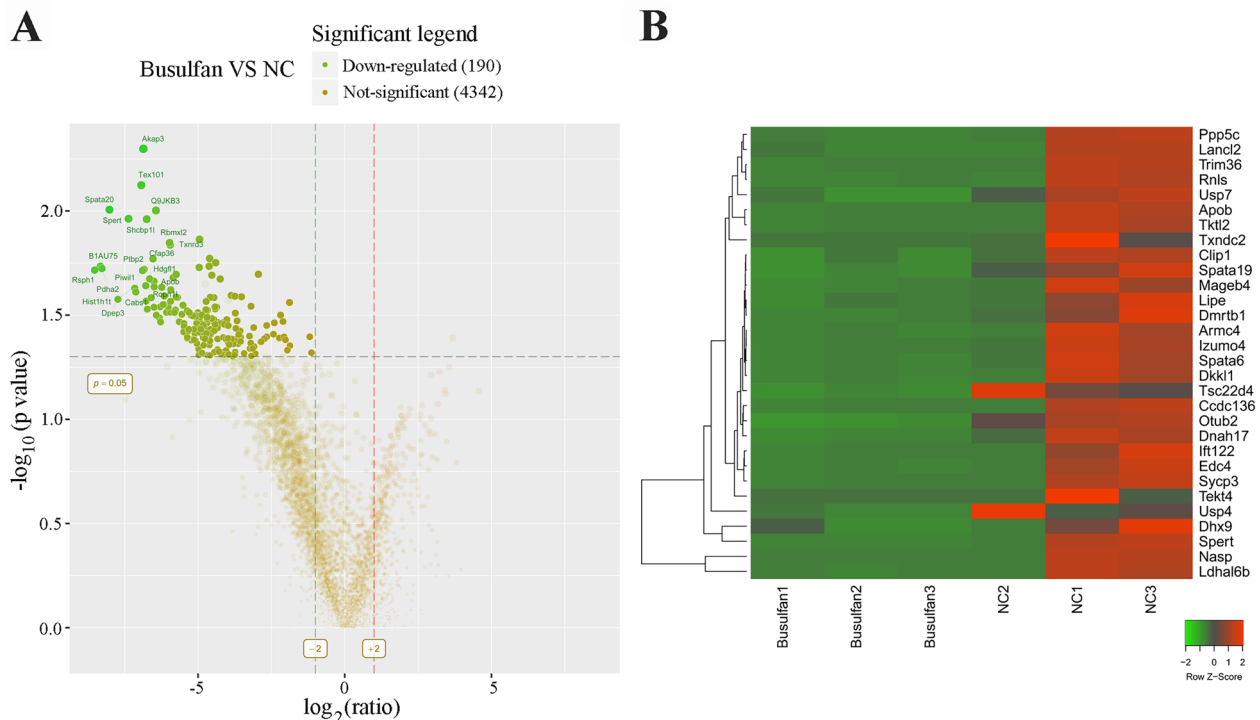 A
Significant legend
Busulfan VS NC
Down-regulated (190)
Not-significant (4342)
Akap3
Tex101
Spata20
Q9JKB3
Spert
Shcbp1l
Rbmxl2
Txnrd3
B1AU75
Ptbp2
Cfap36
Rsph1
Piwil1
Hdgfl1
Pdha2
Apob
Hist1h1t
Cabs1
Dpep3
2.0
1.5
1.0
0.5
0.0
p = 0.05
−2
+2
-5
0
5
-log10 (p value)
log2(ratio)
B
Ppp5c
Lancl2
Trim36
Rnls
Usp7
Apob
Tktl2
Txndc2
Clip1
Spata19
Mageb4
Lipe
Dmrtb1
Armc4
Izumo4
Spata6
Dkkl1
Tsc22d4
Ccdc136
Otub2
Dnah17
Ift122
Edc4
Sycp3
Tekt4
Usp4
Dhx9
Spert
Nasp
Ldhal6b
Busulfan1
Busulfan2
Busulfan3
NC2
NC1
NC3
−2 0 1 2
Row Z−Score